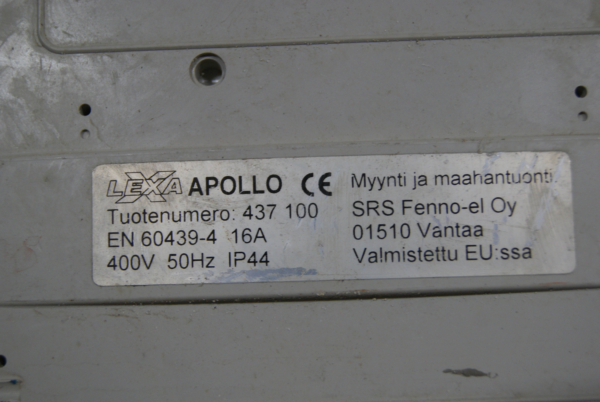 LEXA APOLLO CE
Tuotenumero: 437 100
EN 60439-4 16A
400V 50Hz IP44
Myynti ja maahantuonti
SRS Fenno-el Oy
01510 Vantaa
Valmistettu EU:ssa